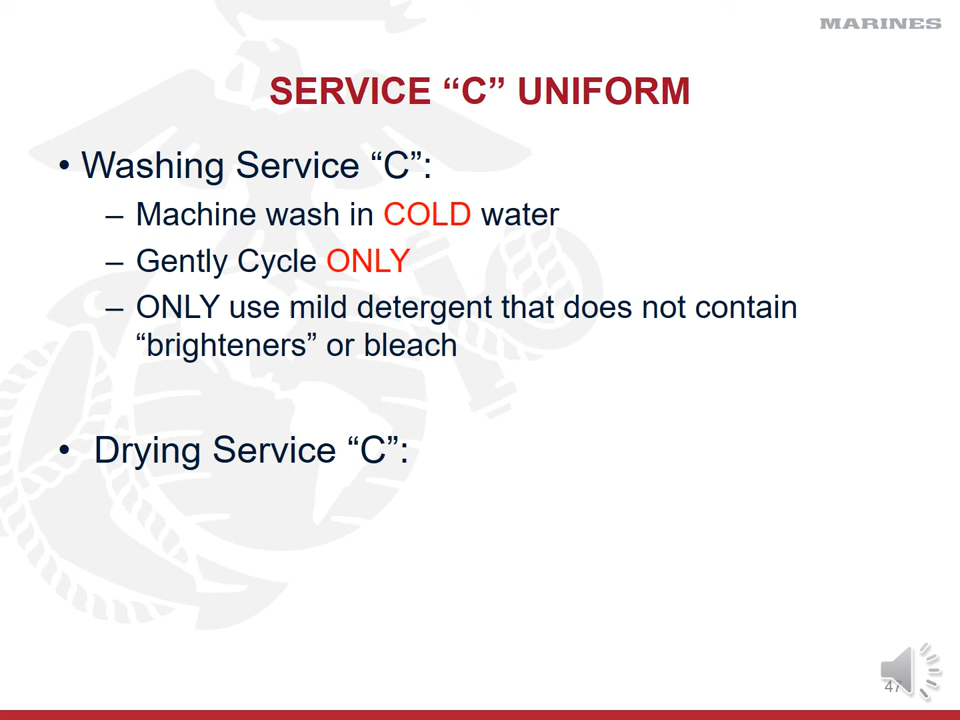 MARINES
SERVICE “C” UNIFORM
• Washing Service “C”:
– Machine wash in COLD water
– Gently Cycle ONLY
– ONLY use mild detergent that does not contain
“brighteners” or bleach
• Drying Service “C”:
47